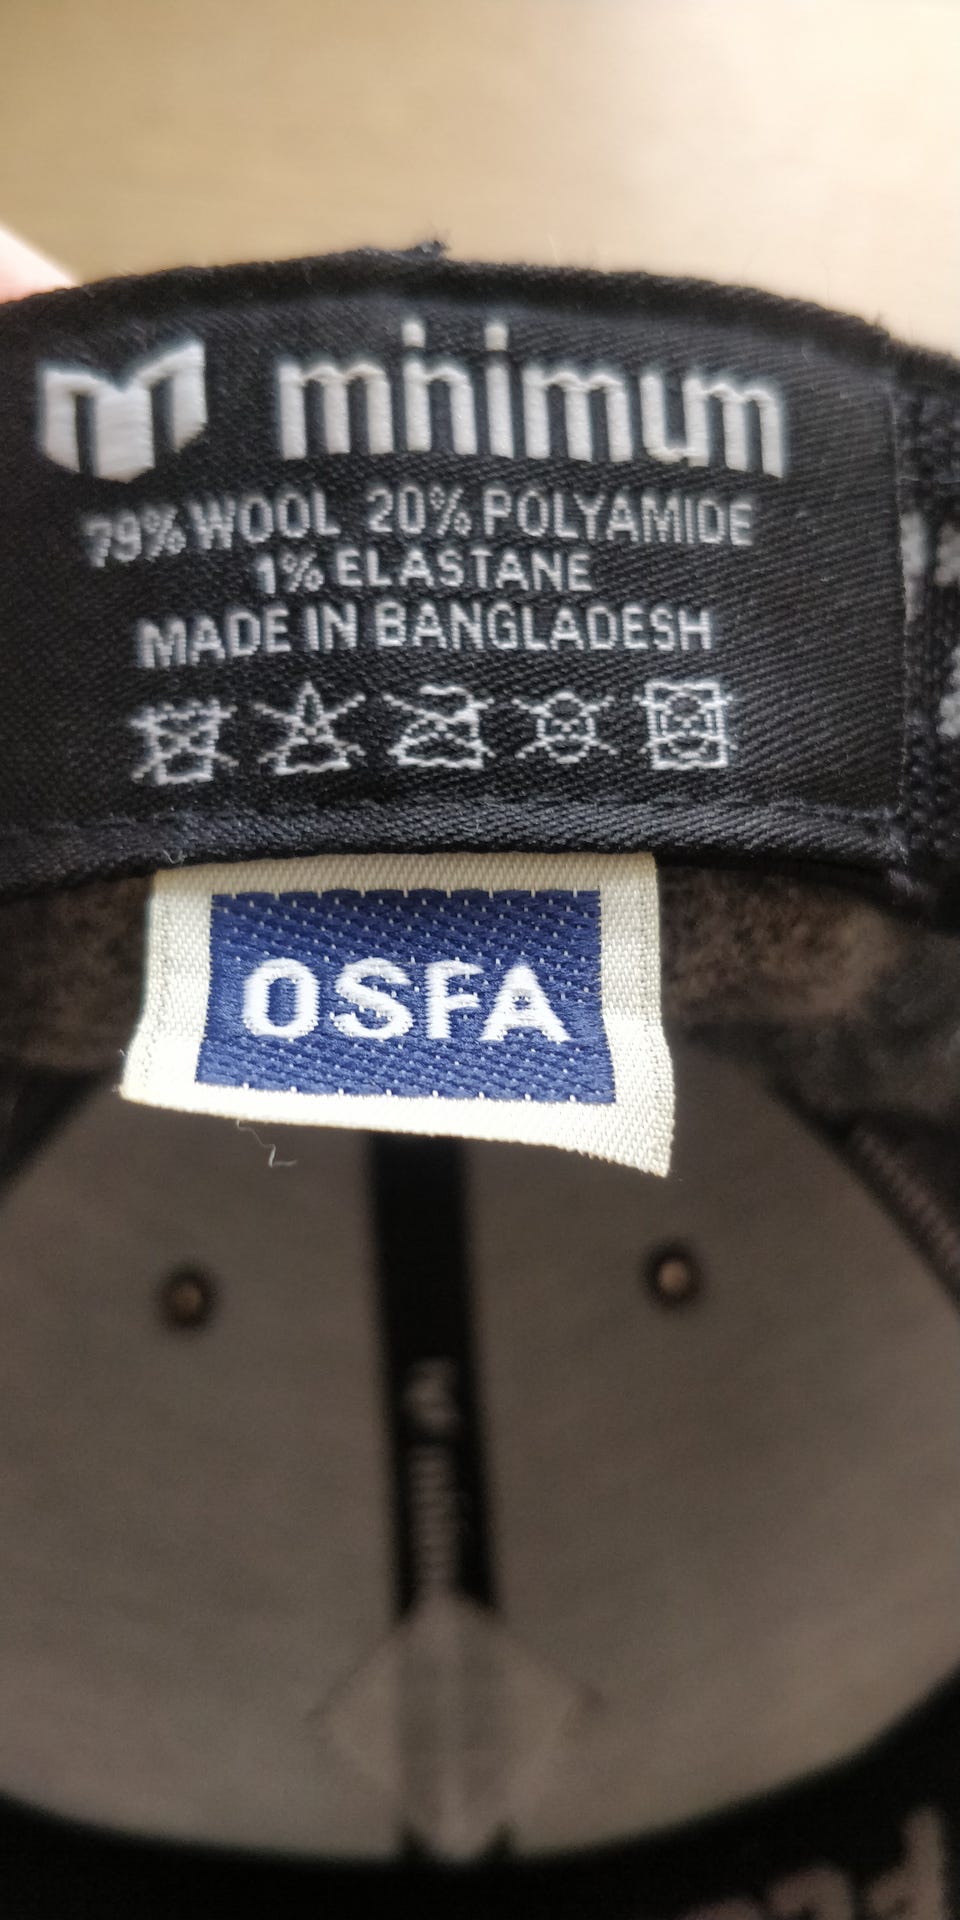 minimum
79% WOOL 20% POLYAMIDE
1% ELASTANE
MADE IN BANGLADESH
OSFA